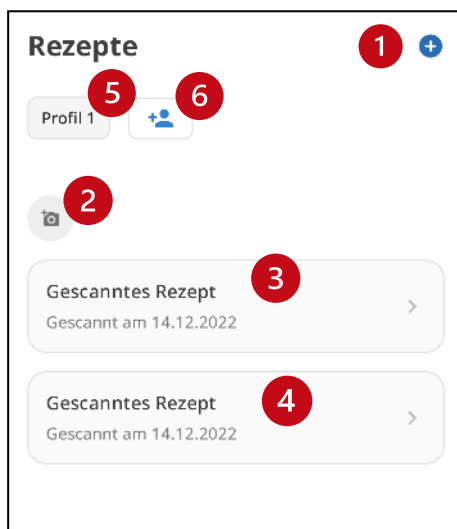 Rezepte
1
5
6
Profil 1
2
3
Gescanntes Rezept
Gescannt am 14.12.2022
4
Gescanntes Rezept
Gescannt am 14.12.2022